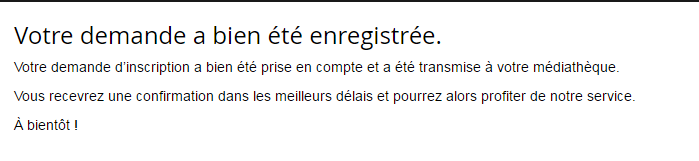 Votre demande a bien été enregistrée.
Votre demande d'inscription a bien été prise en compte et a été transmise à votre médiathèque.
Vous recevrez une confirmation dans les meilleurs délais et pourrez alors profiter de notre service.
À bientôt !